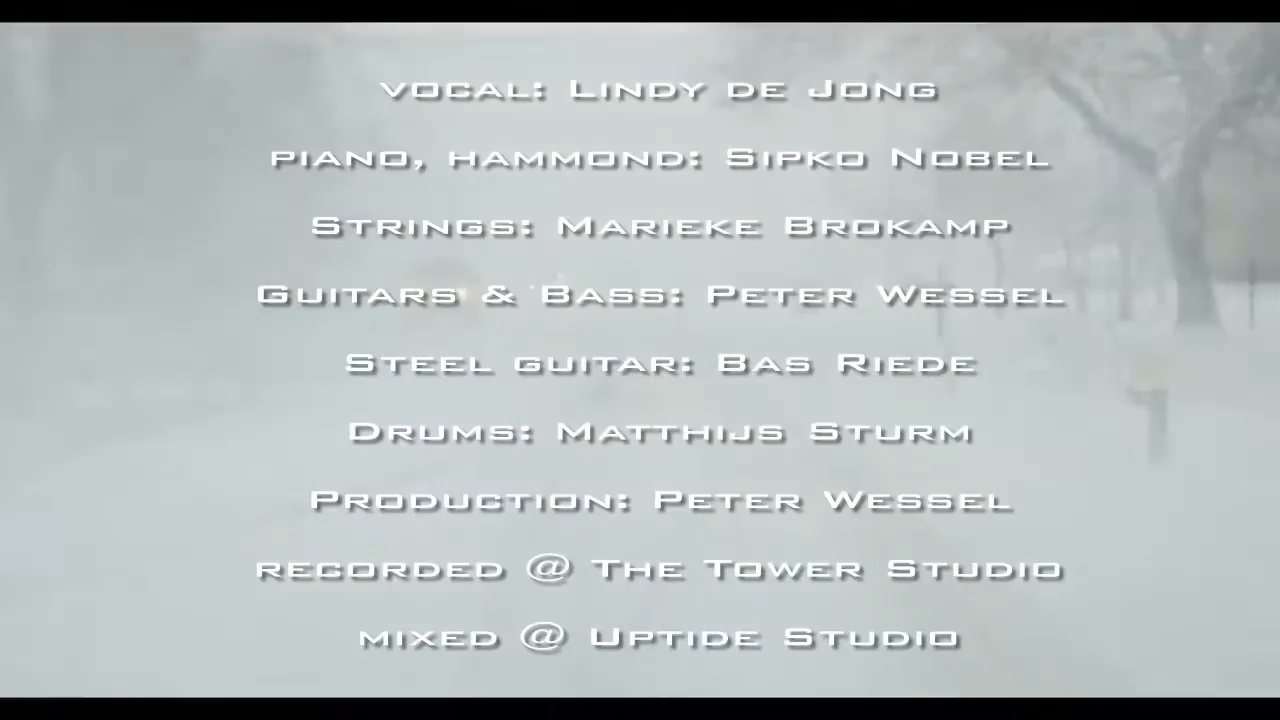 vocal: Lindy de Jong
piano, hammond: Sipko Nobel
Strings: Marieke Brokamp
Guitars & Bass: Peter Wessel
Steel guitar: Bas Riede
Drums: Matthijs Sturm
Production: Peter Wessel
recorded @ The Tower Studio
mixed @ Uptide Studio